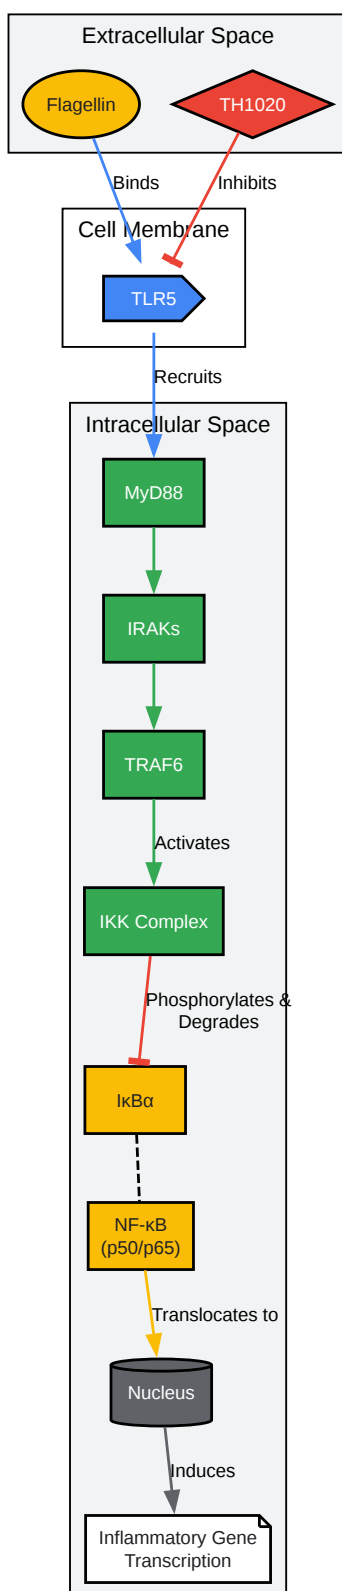 Extracellular Space
Flagellin
TH1020
Binds
Inhibits
Cell Membrane
TLR5
Recruits
Intracellular Space
MyD88
IRAKs
TRAF6
Activates
IKK Complex
Phosphorylates &
Degrades
IκBα
NF-κB
(p50/p65)
Translocates to
Nucleus
Induces
Inflammatory Gene
Transcription